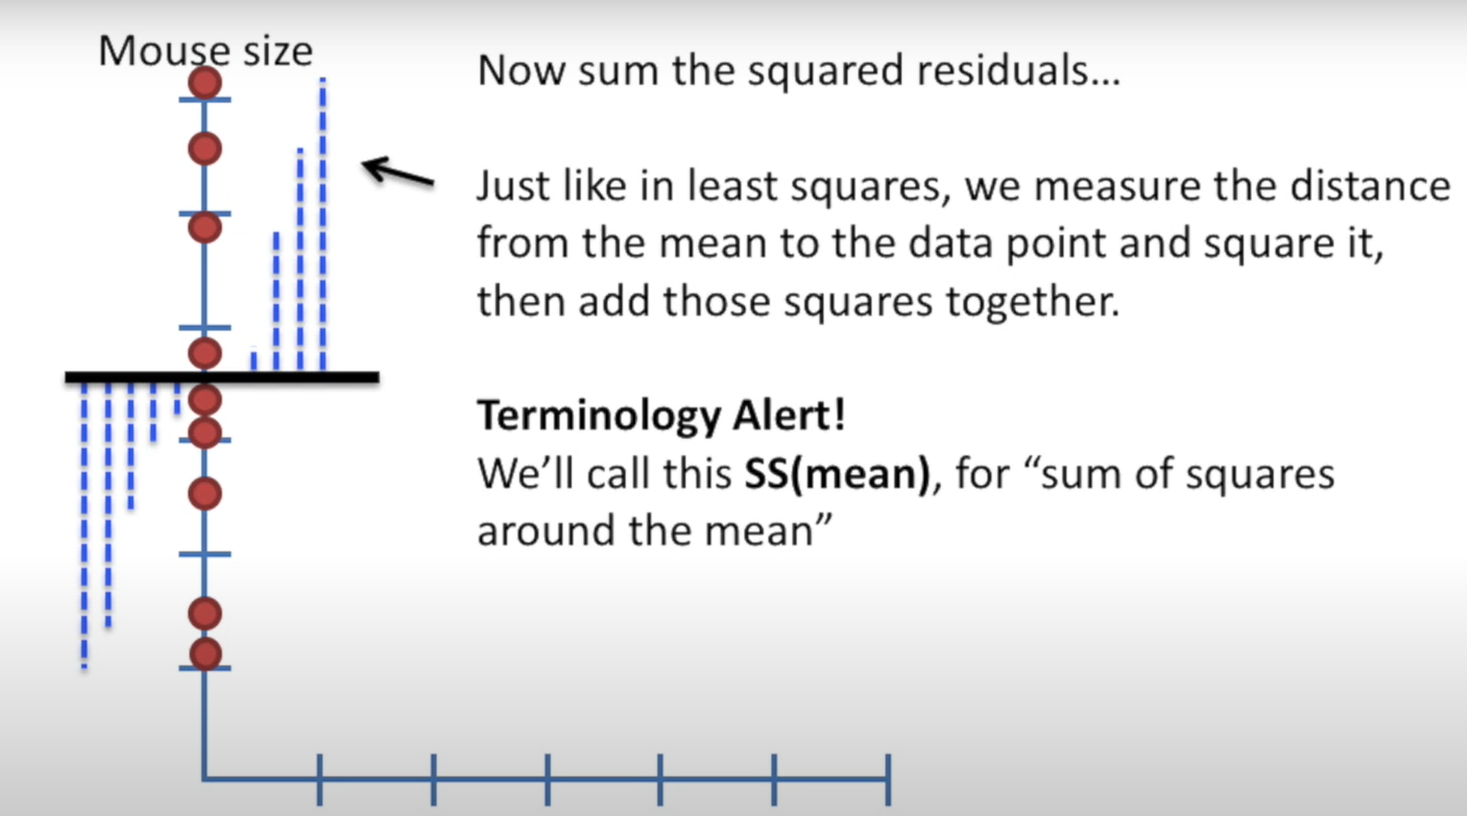 Mouse size
Now sum the squared residuals...
Just like in least squares, we measure the distance
from the mean to the data point and square it,
then add those squares together.
Terminology Alert!
We’ll call this SS(mean), for “sum of squares
around the mean”